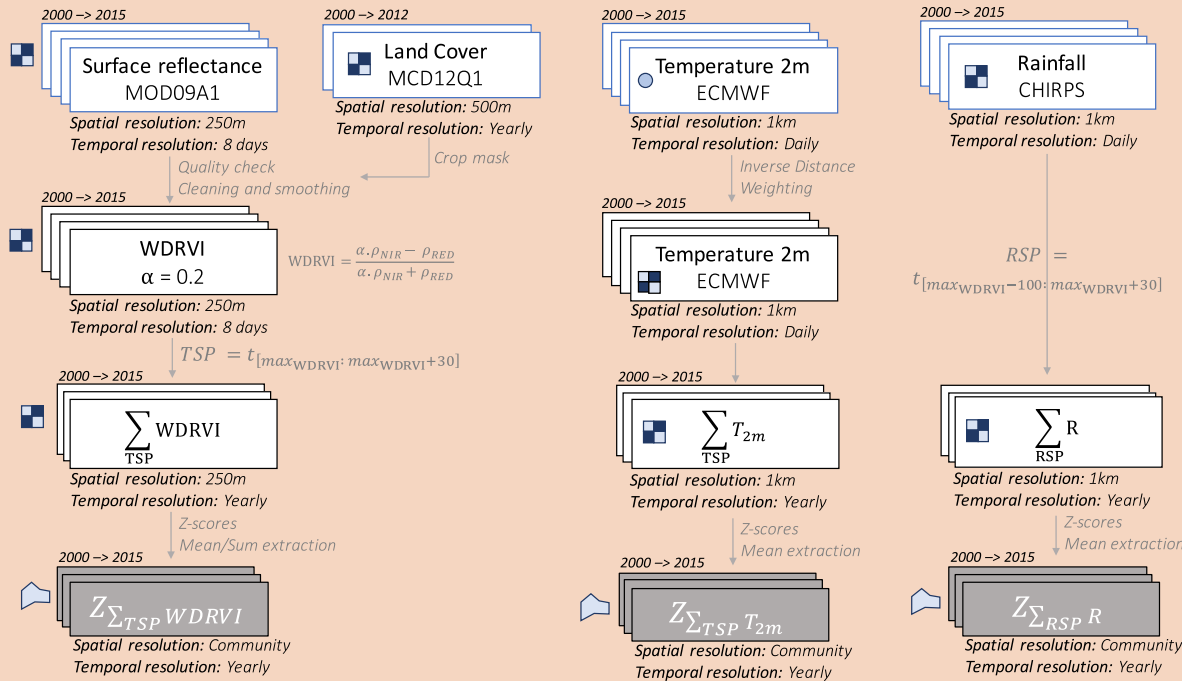 2000 –> 2015
Surface reflectance
MOD09A1
Spatial resolution: 250m
Temporal resolution: 8 days
2000 –> 2012
Land Cover
MCD12Q1
Spatial resolution: 500m
Temporal resolution: Yearly
Quality check
Cleaning and smoothing
Crop mask
2000 –> 2015
WDRVI
α = 0.2
Spatial resolution: 250m
Temporal resolution: 8 days
WDRVI = (α.ρNIR − ρRED) / (α.ρNIR + ρRED)
TSP = t[maxWDRVI: maxWDRVI+30]
2000 –> 2015
∑TSP WDRVI
Spatial resolution: 250m
Temporal resolution: Yearly
Z-scores
Mean/Sum extraction
2000 –> 2015
Z∑TSP WDRVI
Spatial resolution: Community
Temporal resolution: Yearly
2000 –> 2015
Temperature 2m
ECMWF
Spatial resolution: 1km
Temporal resolution: Daily
Inverse Distance
Weighting
2000 –> 2015
Temperature 2m
ECMWF
Spatial resolution: 1km
Temporal resolution: Daily
2000 –> 2015
∑TSP T2m
Spatial resolution: 1km
Temporal resolution: Yearly
Z-scores
Mean extraction
2000 –> 2015
Z∑TSP T2m
Spatial resolution: Community
Temporal resolution: Yearly
2000 –> 2015
Rainfall
CHIRPS
Spatial resolution: 1km
Temporal resolution: Daily
RSP =
t[maxWDRVI−100: maxWDRVI+30]
2000 –> 2015
∑RSP R
Spatial resolution: 1km
Temporal resolution: Yearly
Z-scores
Mean extraction
2000 –> 2015
Z∑RSP R
Spatial resolution: Community
Temporal resolution: Yearly